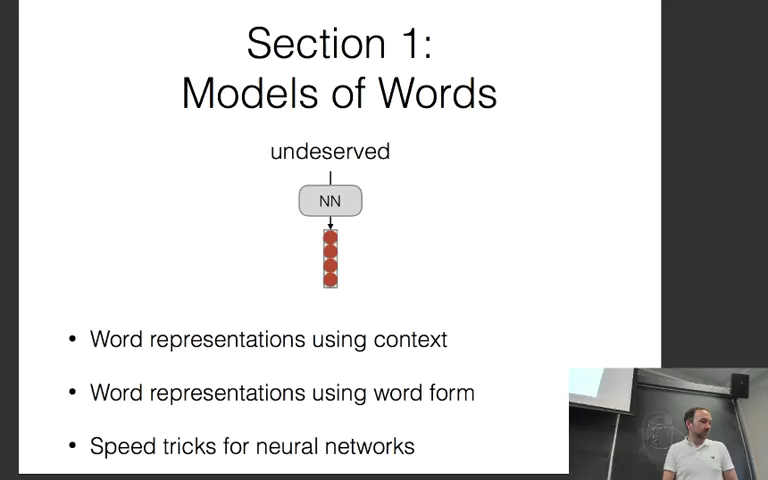 Section 1:
Models of Words
undeserved
NN
• Word representations using context
• Word representations using word form
• Speed tricks for neural networks